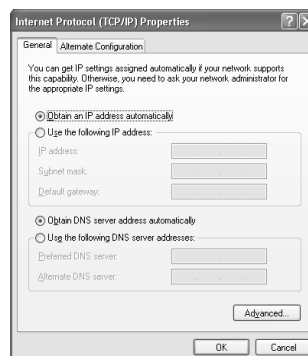 Internet Protocol (TCP/IP) Properties
General
Alternate Configuration
You can get IP settings assigned automatically if your network supports
this capability. Otherwise, you need to ask your network administrator for
the appropriate IP settings.
Obtain an IP address automatically
Use the following IP address:
IP address:
Subnet mask:
Default gateway:
Obtain DNS server address automatically
Use the following DNS server addresses:
Preferred DNS server:
Alternate DNS server:
Advanced...
OK
Cancel